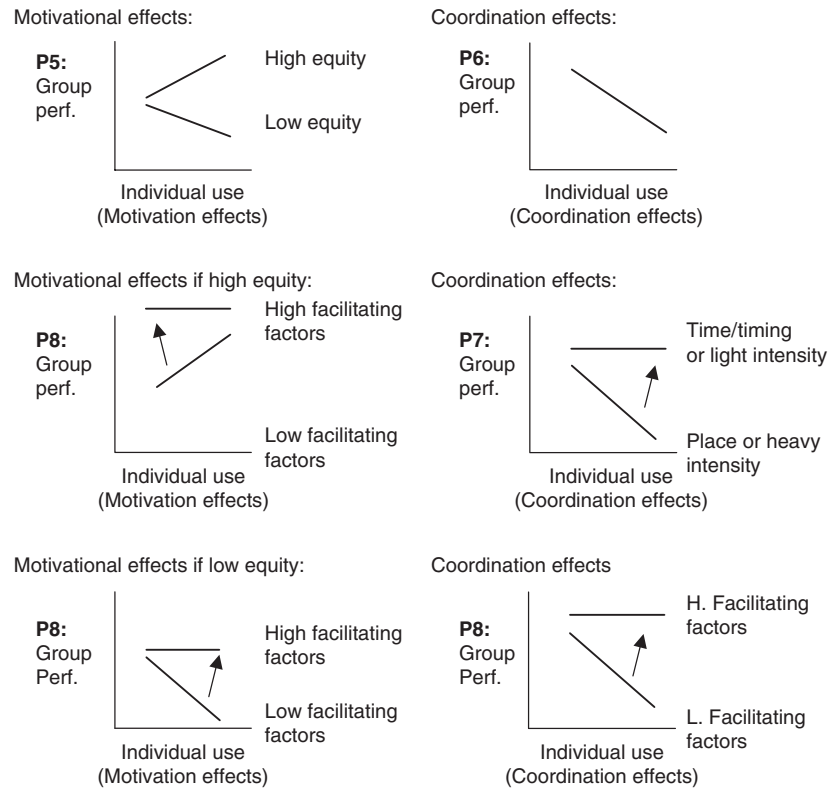 Motivational effects:
P5:
Group
perf.
High equity
Low equity
Individual use
(Motivation effects)
Coordination effects:
P6:
Group
perf.
Individual use
(Coordination effects)
Motivational effects if high equity:
P8:
Group
perf.
High facilitating
factors
Low facilitating
factors
Individual use
(Motivation effects)
Coordination effects:
P7:
Group
perf.
Time/timing
or light intensity
Place or heavy
intensity
Individual use
(Coordination effects)
Motivational effects if low equity:
P8:
Group
Perf.
High facilitating
factors
Low facilitating
factors
Individual use
(Motivation effects)
Coordination effects
P8:
Group
Perf.
H. Facilitating
factors
L. Facilitating
factors
Individual use
(Coordination effects)